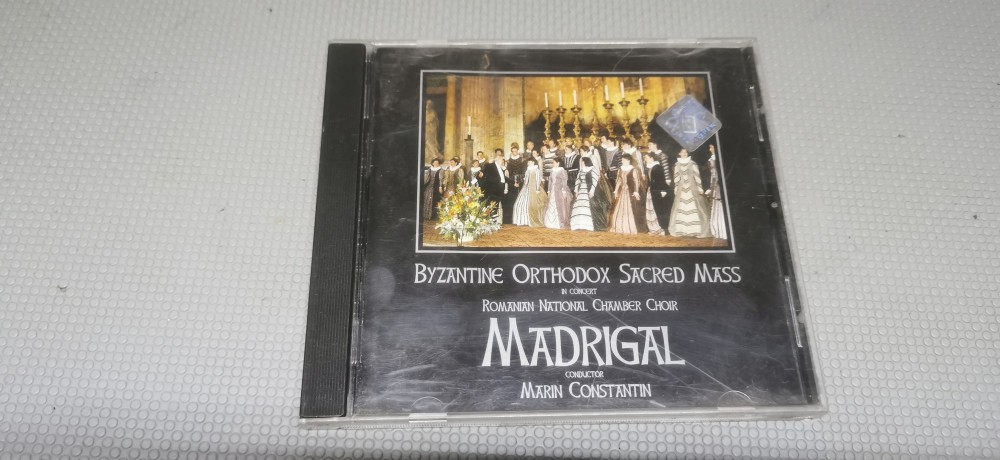 BYZANTINE ORTHODOX SACRED MASS
IN CONCERT
ROMANIAN NATIONAL CHAMBER CHOIR
MADRIGAL
CONDUCTOR
MARIN CONSTANTIN